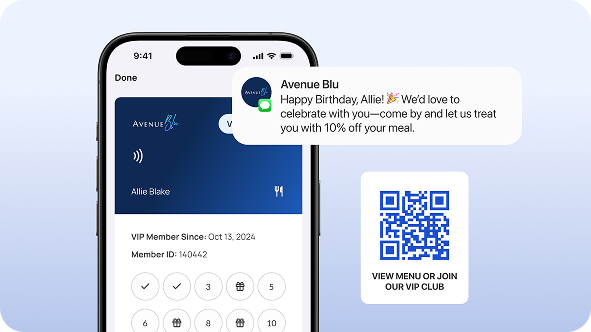 9:41
Done
AVENUE Blu
V
Allie Blake
VIP Member Since: Oct 13, 2024
Member ID: 140442
3 5
6 8 10
AVENUE Blu
Avenue Blu
Happy Birthday, Allie! 🎉 We’d love to
celebrate with you—come by and let us treat
you with 10% off your meal.
VIEW MENU OR JOIN
OUR VIP CLUB